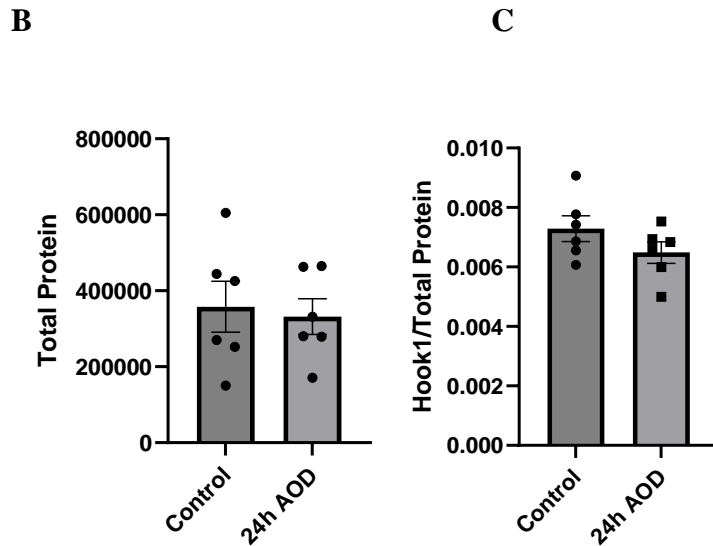 B
C
Total Protein
800000
600000
400000
200000
0
Control
24h AOD
Hook1/Total Protein
0.010
0.008
0.006
0.004
0.002
0.000
Control
24h AOD